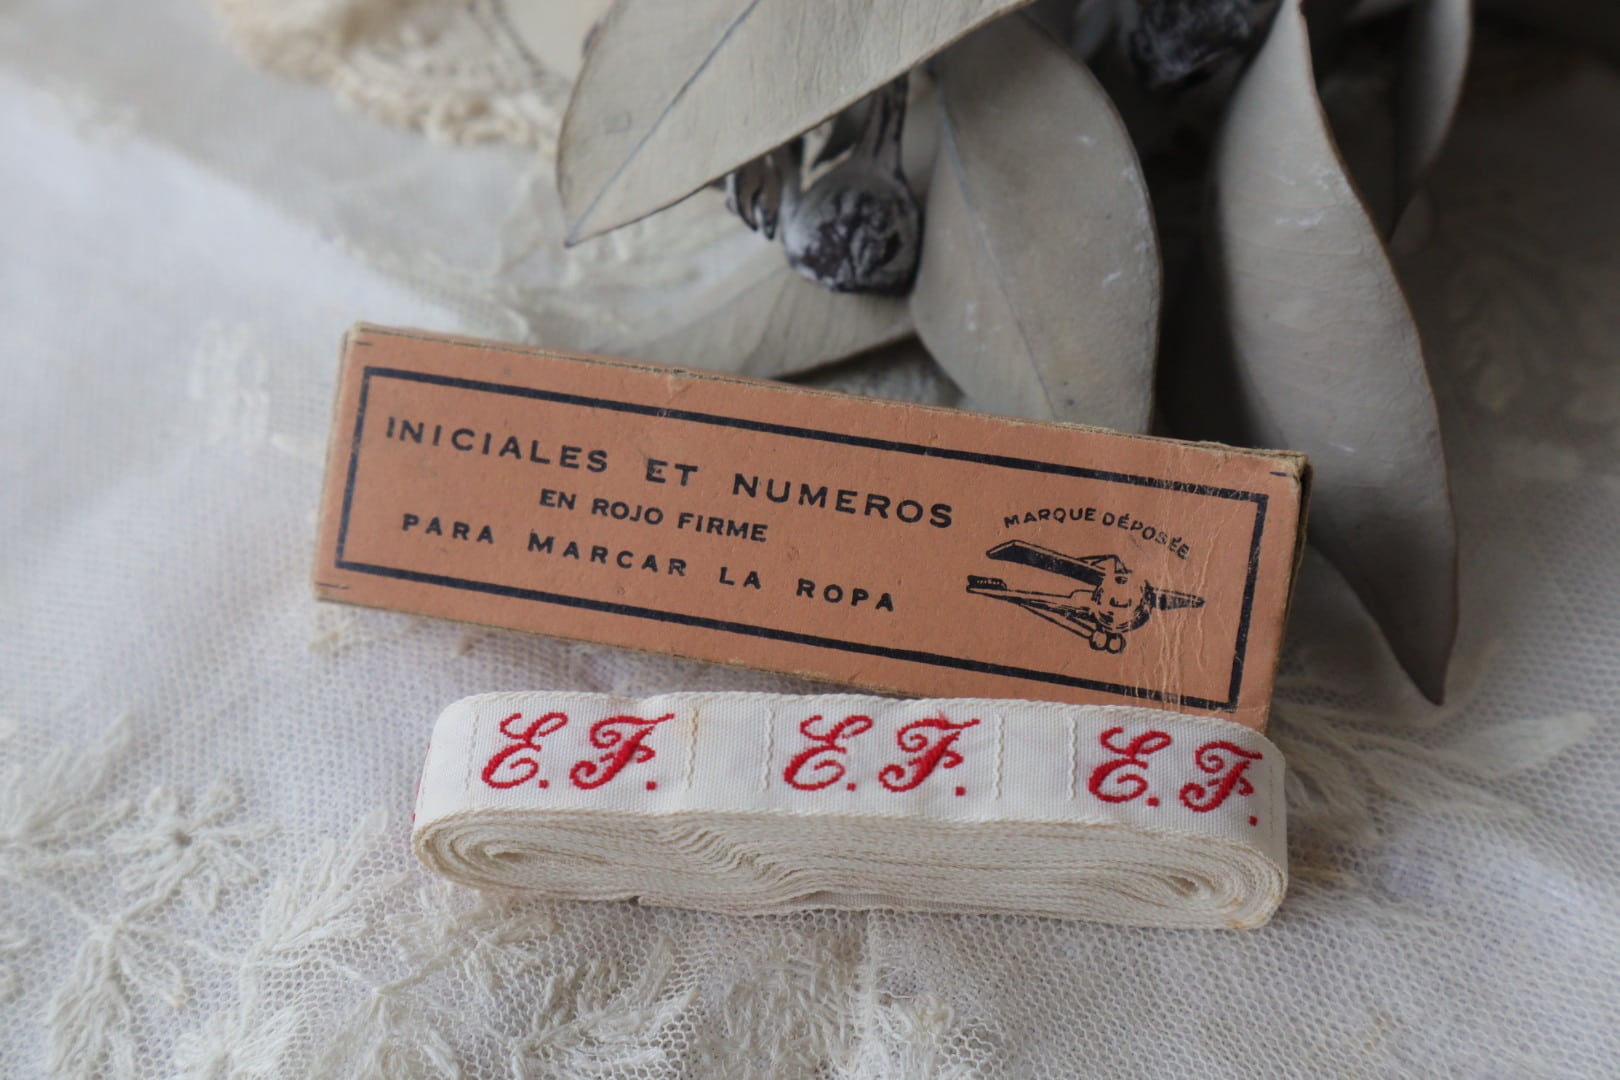 INICIALES ET NUMEROS
EN ROJO FIRME
PARA MARCAR LA ROPA
MARQUE DÉPOSÉE
E. F. E. F. E. F.